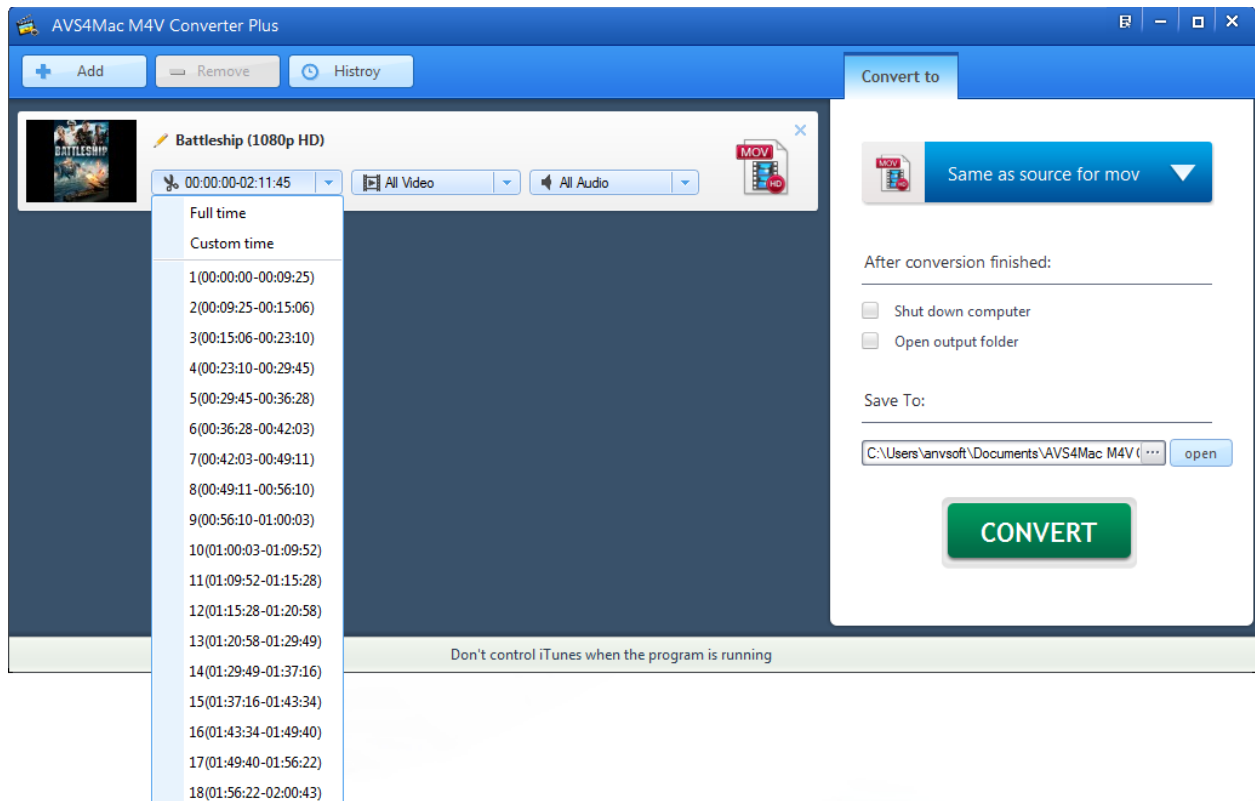 AVS4Mac M4V Converter Plus
Add
Remove
Histroy
Convert to
BATTLESHIP
Battleship (1080p HD)
00:00:00-02:11:45
All Video
All Audio
MOV
HD
Full time
Custom time
1(00:00:00-00:09:25)
2(00:09:25-00:15:06)
3(00:15:06-00:23:10)
4(00:23:10-00:29:45)
5(00:29:45-00:36:28)
6(00:36:28-00:42:03)
7(00:42:03-00:49:11)
8(00:49:11-00:56:10)
9(00:56:10-01:00:03)
10(01:00:03-01:09:52)
11(01:09:52-01:15:28)
12(01:15:28-01:20:58)
13(01:20:58-01:29:49)
14(01:29:49-01:37:16)
15(01:37:16-01:43:34)
16(01:43:34-01:49:40)
17(01:49:40-01:56:22)
18(01:56:22-02:00:43)
MOV
HD
Same as source for mov
After conversion finished:
Shut down computer
Open output folder
Save To:
C:\Users\anvsoft\Documents\AVS4Mac M4V ( ...
open
CONVERT
Don't control iTunes when the program is running